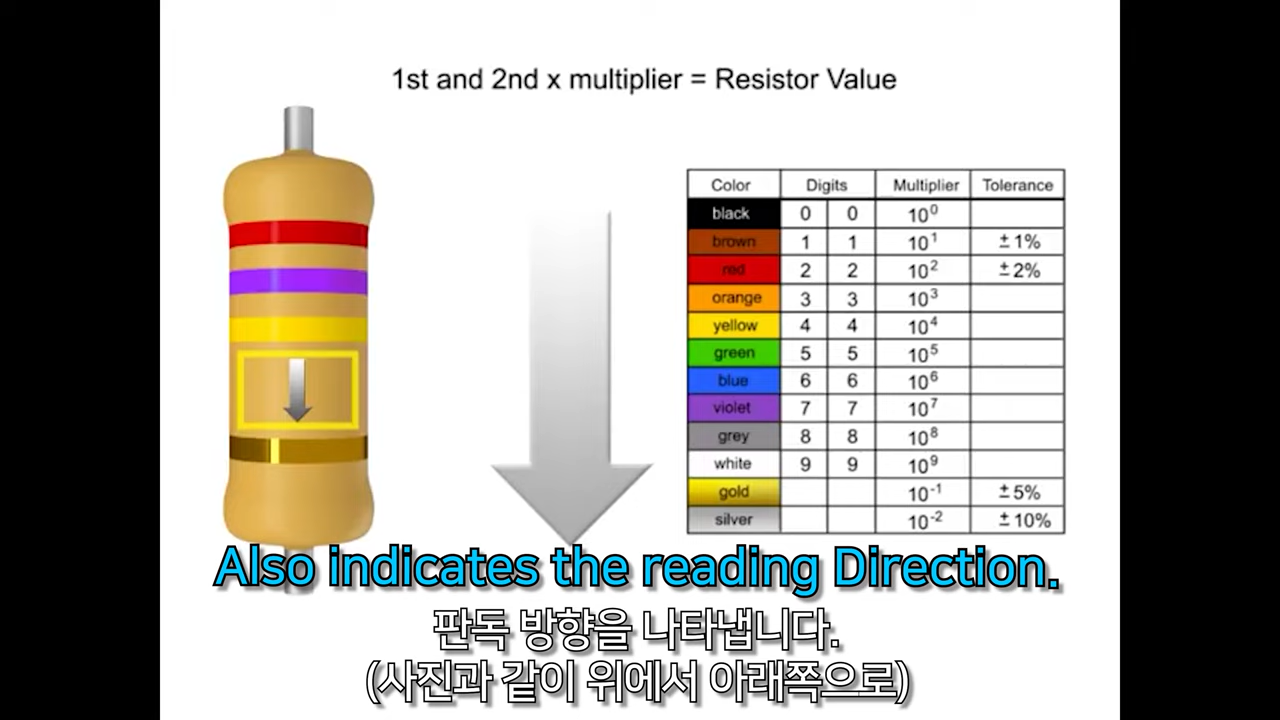 1st and 2nd x multiplier = Resistor Value
Color Digits Multiplier Tolerance
black 0 0 10⁰
brown 1 1 10¹ ±1%
red 2 2 10² ±2%
orange 3 3 10³
yellow 4 4 10⁴
green 5 5 10⁵
blue 6 6 10⁶
violet 7 7 10⁷
grey 8 8 10⁸
white 9 9 10⁹
gold 10⁻¹ ±5%
silver 10⁻² ±10%
Also indicates the reading Direction.
판독 방향을 나타냅니다.
(사진과 같이 위에서 아래쪽으로)